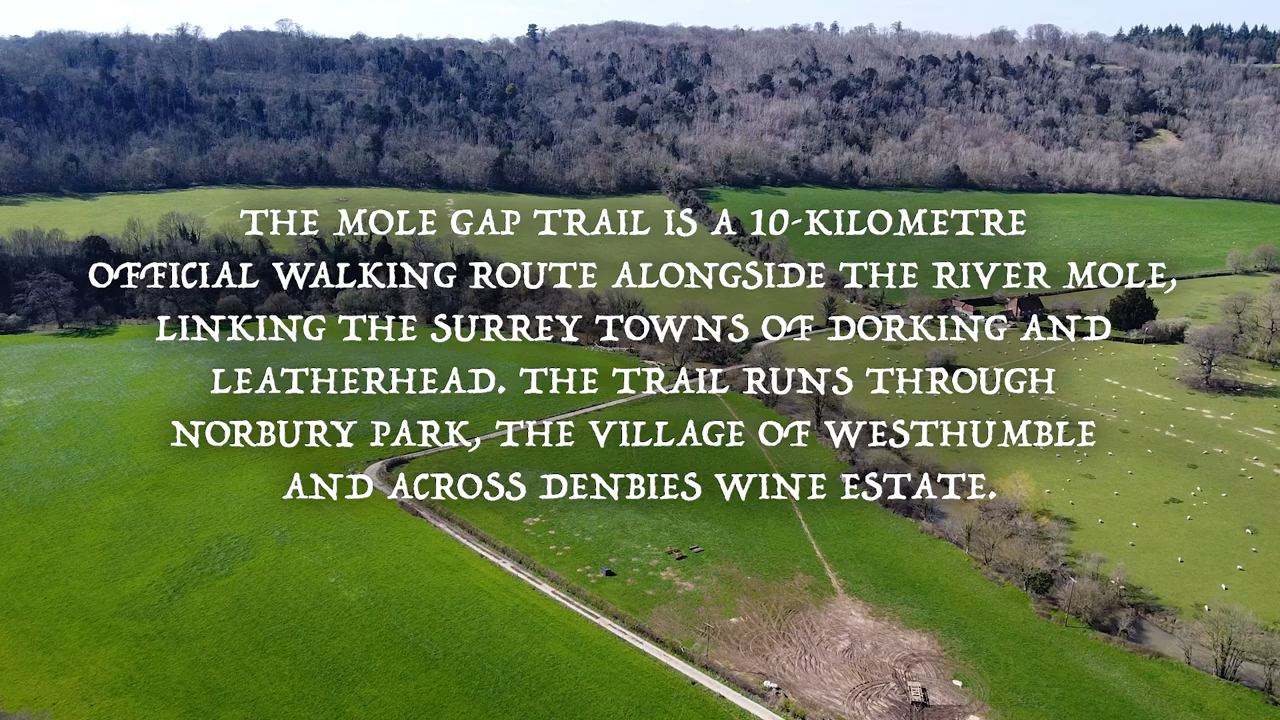 THE MOLE GAP TRAIL IS A 10-KILOMETRE
OFFICIAL WALKING ROUTE ALONGSIDE THE RIVER MOLE,
LINKING THE SURREY TOWNS OF DORKING AND
LEATHERHEAD. THE TRAIL RUNS THROUGH
NORBURY PARK, THE VILLAGE OF WESTHUMBLE
AND ACROSS DENBIES WINE ESTATE.